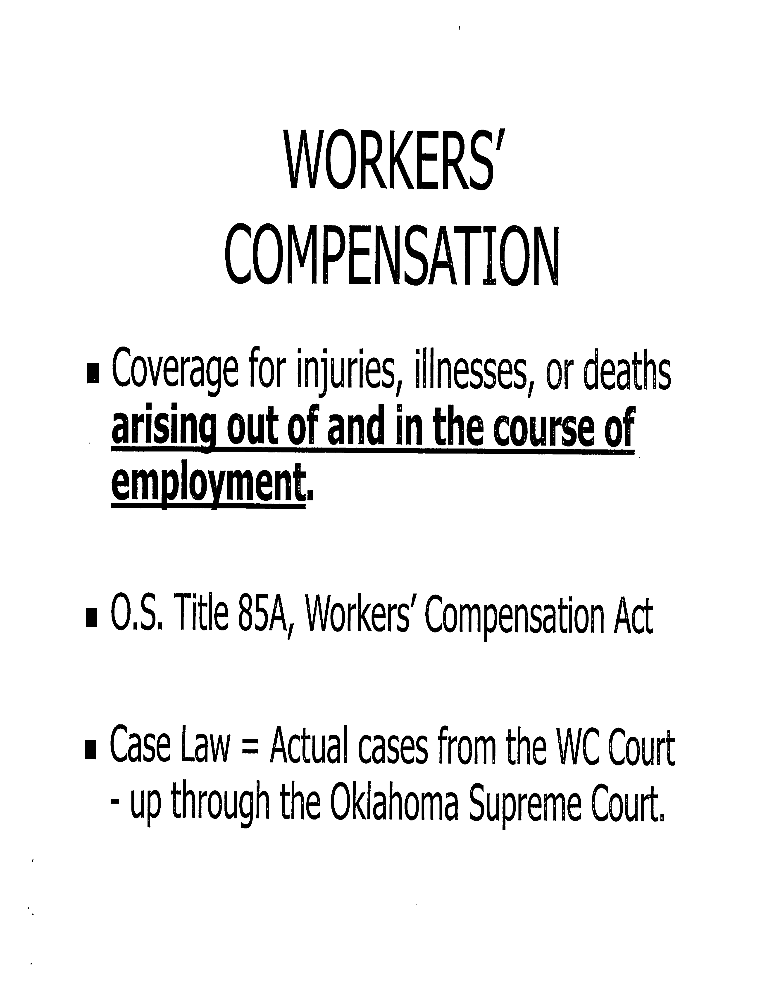 WORKERS’
COMPENSATION
▪ Coverage for injuries, illnesses, or deaths
arising out of and in the course of
employment.
▪ O.S. Title 85A, Workers’ Compensation Act
▪ Case Law = Actual cases from the WC Court
- up through the Oklahoma Supreme Court.